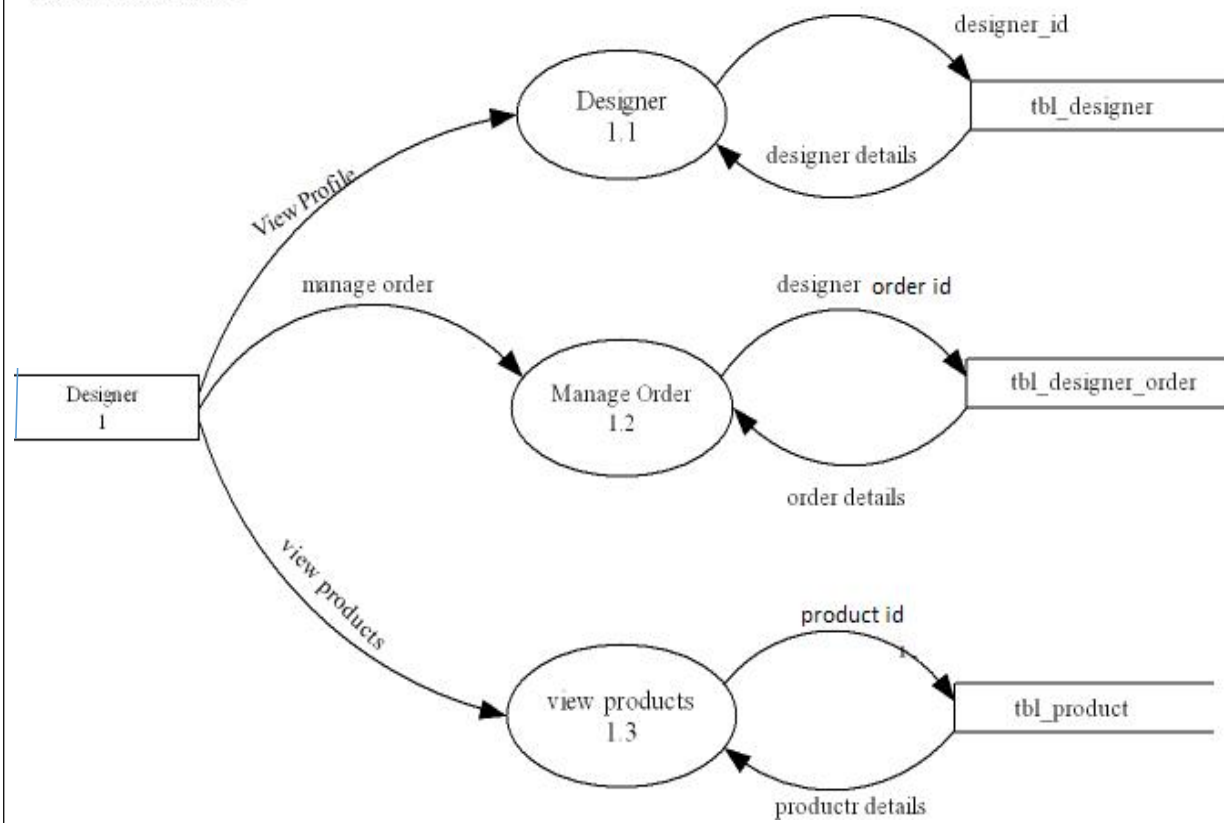 designer_id
Designer
1.1
tbl_designer
designer details
View Profile
manage order
designer order id
Designer
1
Manage Order
1.2
tbl_designer_order
order details
view products
product id
view products
1.3
tbl_product
productr details